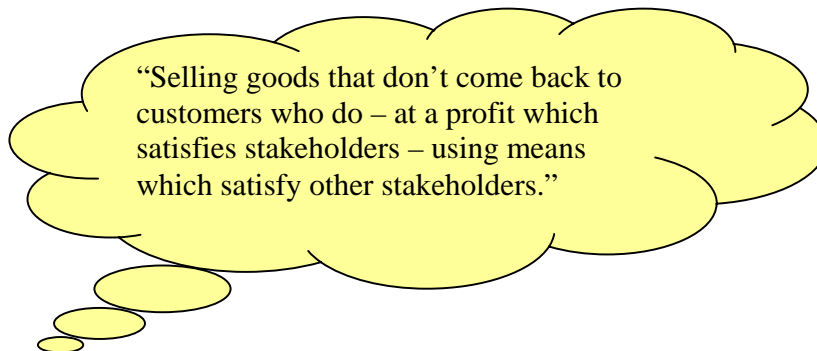 “Selling goods that don’t come back to
customers who do – at a profit which
satisfies stakeholders – using means
which satisfy other stakeholders.”